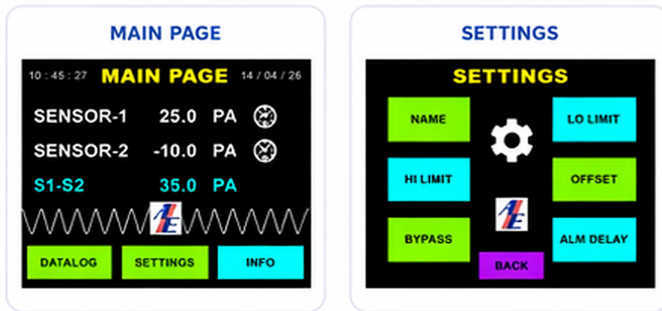 MAIN PAGE
10:45:27 MAIN PAGE 14/04/26
SENSOR-1 25.0 PA
SENSOR-2 -10.0 PA
S1-S2 35.0 PA
AE
DATALOG SETTINGS INFO
SETTINGS
SETTINGS
NAME LO LIMIT
HI LIMIT OFFSET
AE
BYPASS ALM DELAY
BACK